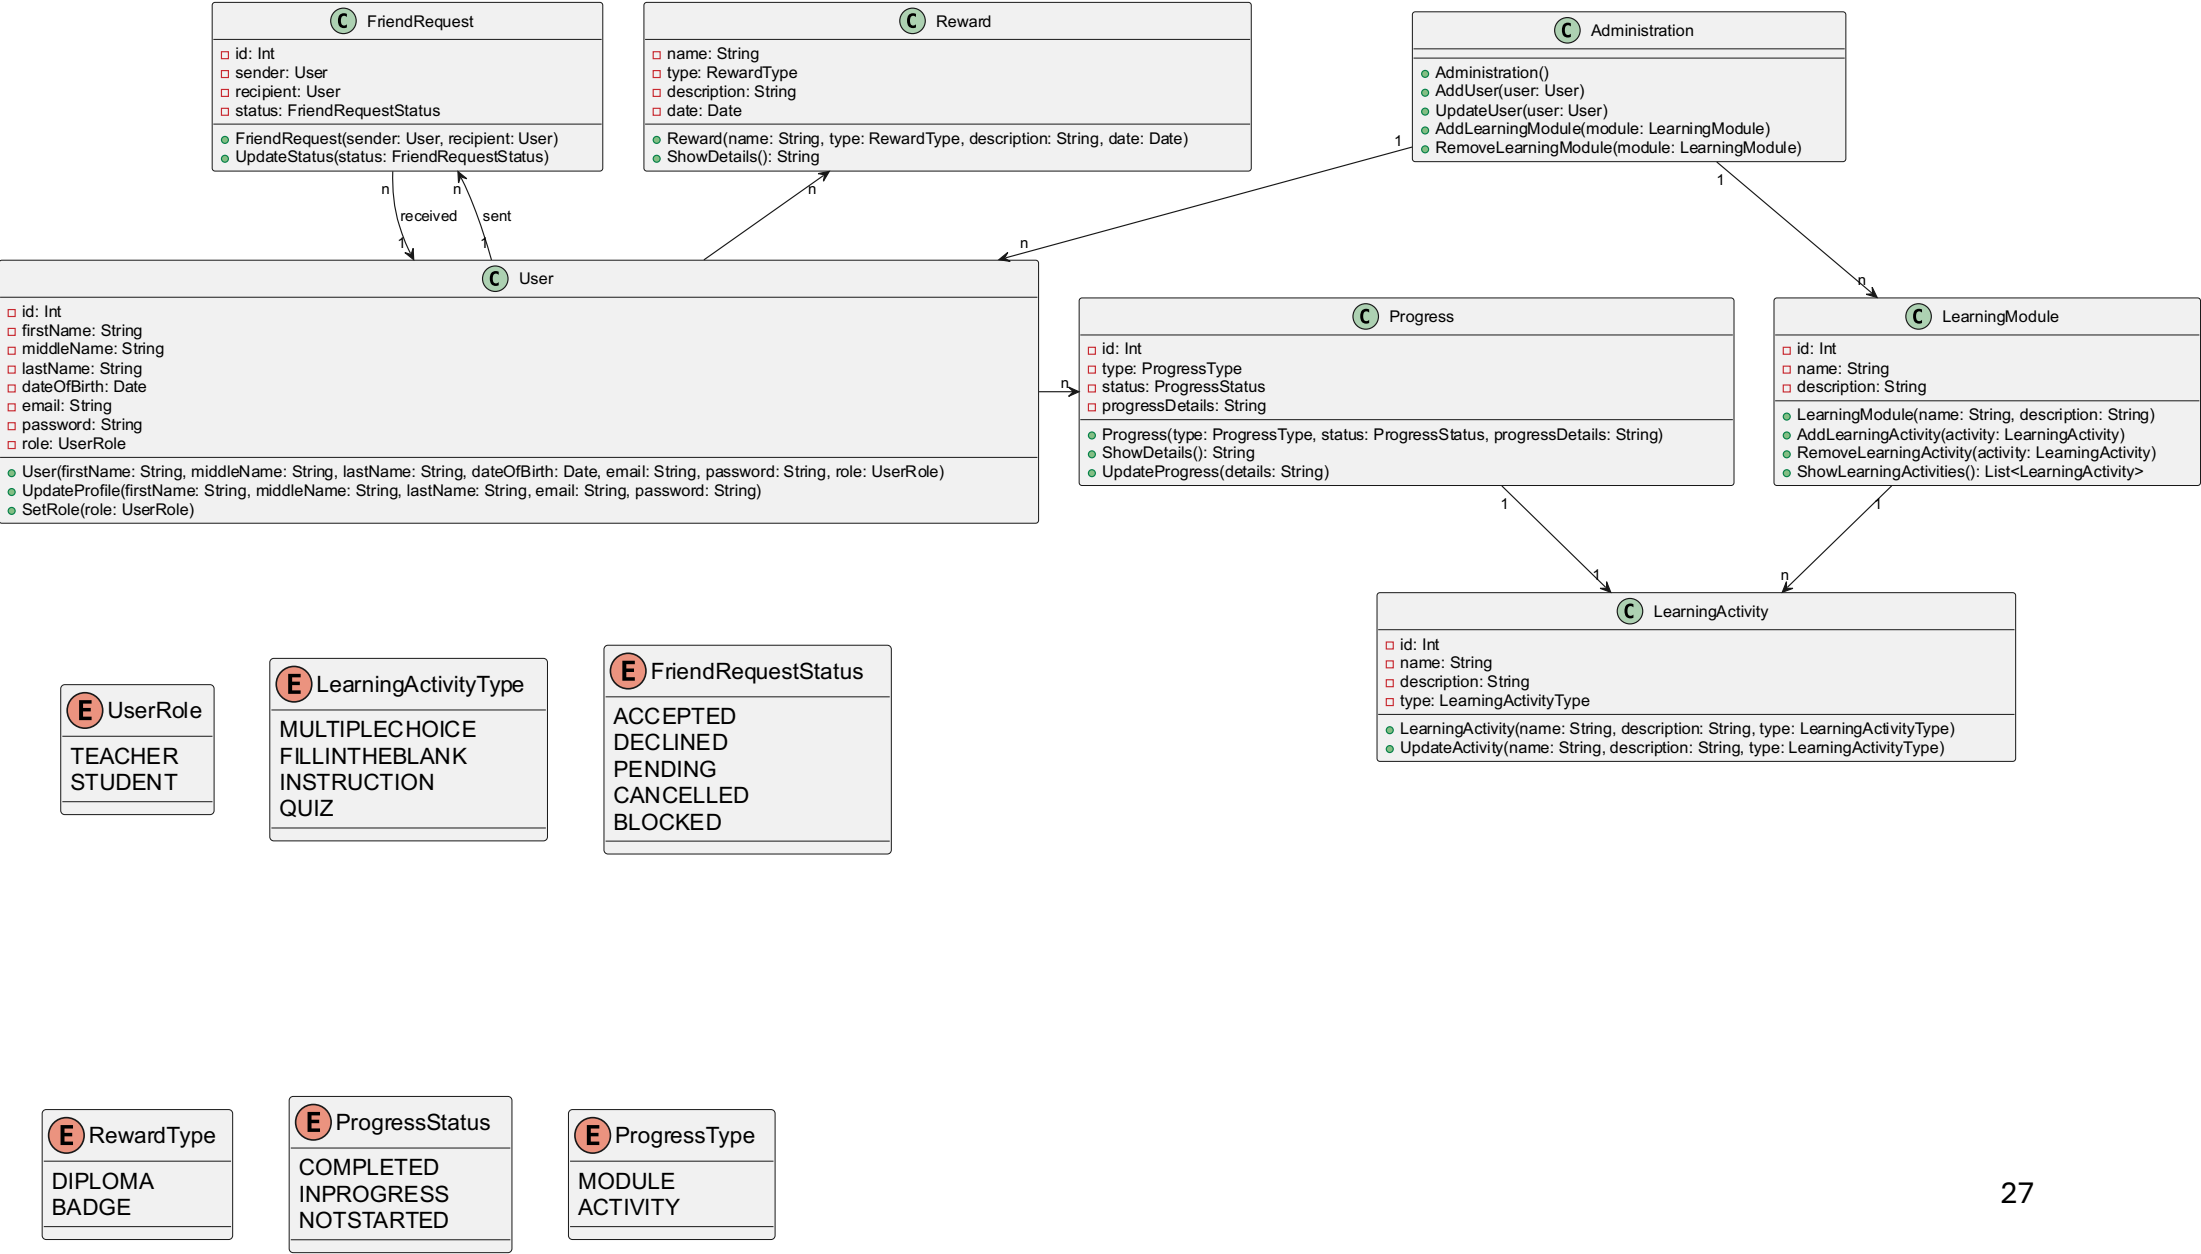 C FriendRequest
id: Int
sender: User
recipient: User
status: FriendRequestStatus
FriendRequest(sender: User, recipient: User)
UpdateStatus(status: FriendRequestStatus)
C Reward
name: String
type: RewardType
description: String
date: Date
Reward(name: String, type: RewardType, description: String, date: Date)
ShowDetails(): String
C Administration
Administration()
AddUser(user: User)
UpdateUser(user: User)
AddLearningModule(module: LearningModule)
RemoveLearningModule(module: LearningModule)
n
received
1
n
sent
1
n
1
n
1
n
C User
id: Int
firstName: String
middleName: String
lastName: String
dateOfBirth: Date
email: String
password: String
role: UserRole
User(firstName: String, middleName: String, lastName: String, dateOfBirth: Date, email: String, password: String, role: UserRole)
UpdateProfile(firstName: String, middleName: String, lastName: String, email: String, password: String)
SetRole(role: UserRole)
n
C Progress
id: Int
type: ProgressType
status: ProgressStatus
progressDetails: String
Progress(type: ProgressType, status: ProgressStatus, progressDetails: String)
ShowDetails(): String
UpdateProgress(details: String)
C LearningModule
id: Int
name: String
description: String
LearningModule(name: String, description: String)
AddLearningActivity(activity: LearningActivity)
RemoveLearningActivity(activity: LearningActivity)
ShowLearningActivities(): List<LearningActivity>
1
1
1
n
C LearningActivity
id: Int
name: String
description: String
type: LearningActivityType
LearningActivity(name: String, description: String, type: LearningActivityType)
UpdateActivity(name: String, description: String, type: LearningActivityType)
E UserRole
TEACHER
STUDENT
E LearningActivityType
MULTIPLECHOICE
FILLINTHEBLANK
INSTRUCTION
QUIZ
E FriendRequestStatus
ACCEPTED
DECLINED
PENDING
CANCELLED
BLOCKED
E RewardType
DIPLOMA
BADGE
E ProgressStatus
COMPLETED
INPROGRESS
NOTSTARTED
E ProgressType
MODULE
ACTIVITY
27